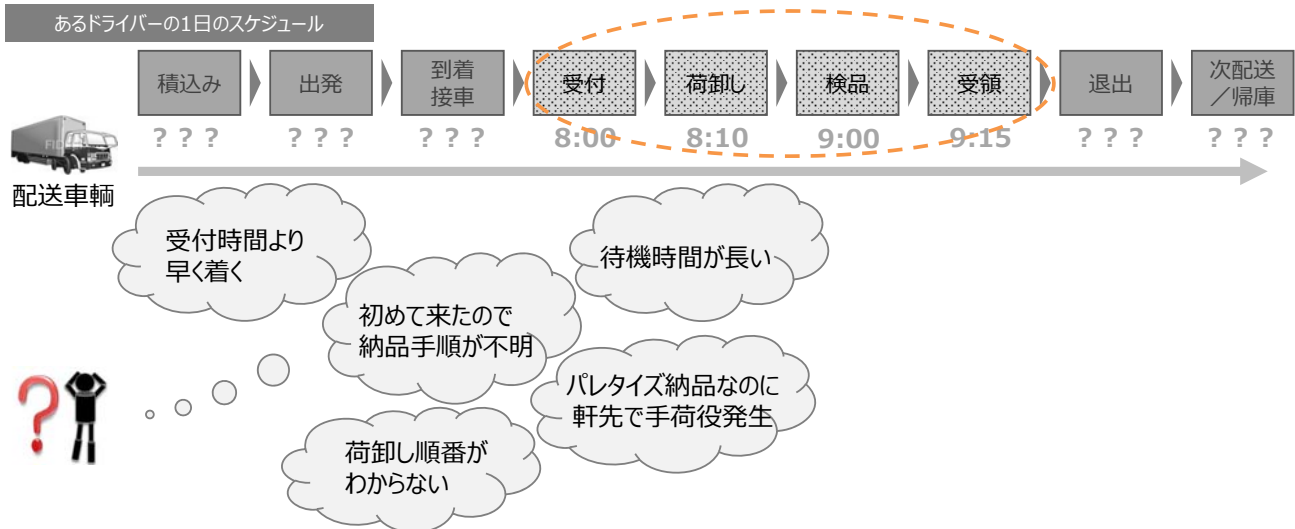 あるドライバーの1日のスケジュール
積込み
出発
到着
接車
受付
荷卸し
検品
受領
退出
次配送
／帰庫
? ? ?
? ? ?
? ? ?
8:00
8:10
9:00
9:15
? ? ?
? ? ?
配送車輌
受付時間より
早く着く
待機時間が長い
初めて来たので
納品手順が不明
パレタイズ納品なのに
軒先で手荷役発生
荷卸し順番が
わからない